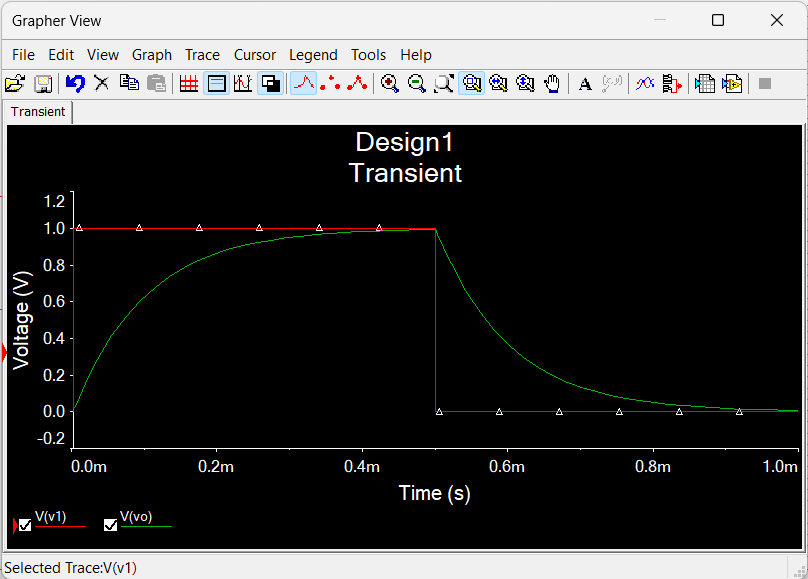 Grapher View
File Edit View Graph Trace Cursor Legend Tools Help
A
Transient
Design1
Transient
1.2
1.0
0.8
0.6
0.4
0.2
0.0
-0.2
Voltage (V)
0.0m 0.2m 0.4m 0.6m 0.8m 1.0m
Time (s)
V(v1) V(vo)
Selected Trace:V(v1)